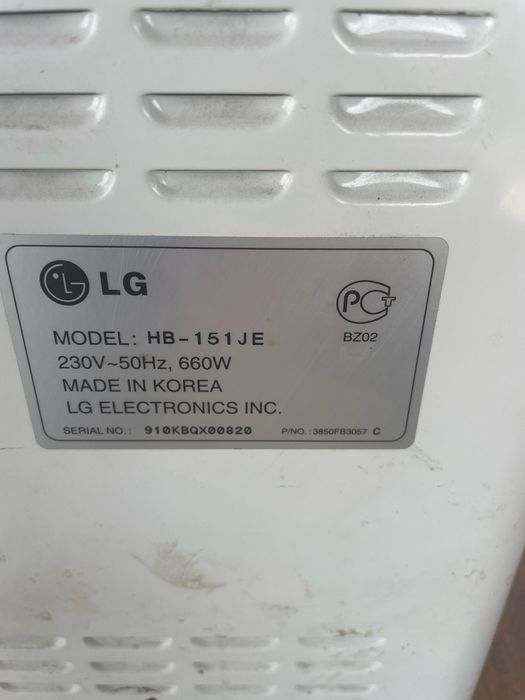 LG
PCT
BZ02
MODEL: HB-151JE
230V~50Hz, 660W
MADE IN KOREA
LG ELECTRONICS INC.
SERIAL NO.: 910KBQX00820 P/NO.: 3850FB3057 C